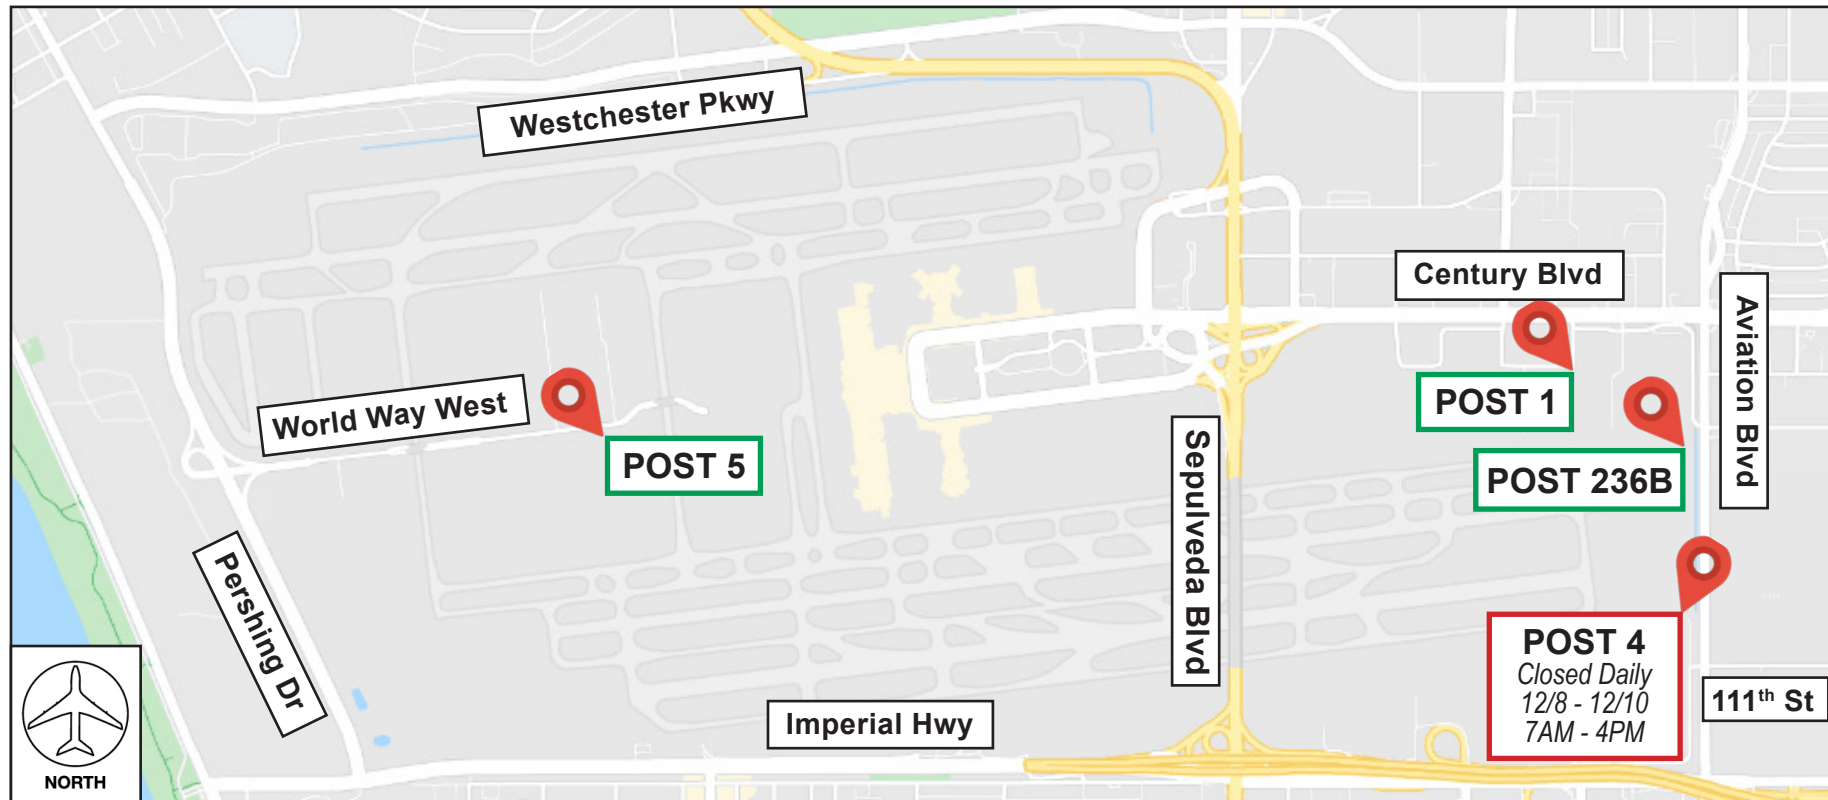 Westchester Pkwy
Century Blvd
Aviation Blvd
POST 1
World Way West
POST 5
POST 236B
Sepulveda Blvd
Pershing Dr
POST 4
Closed Daily
12/8 - 12/10
7AM - 4PM
111th St
Imperial Hwy
NORTH